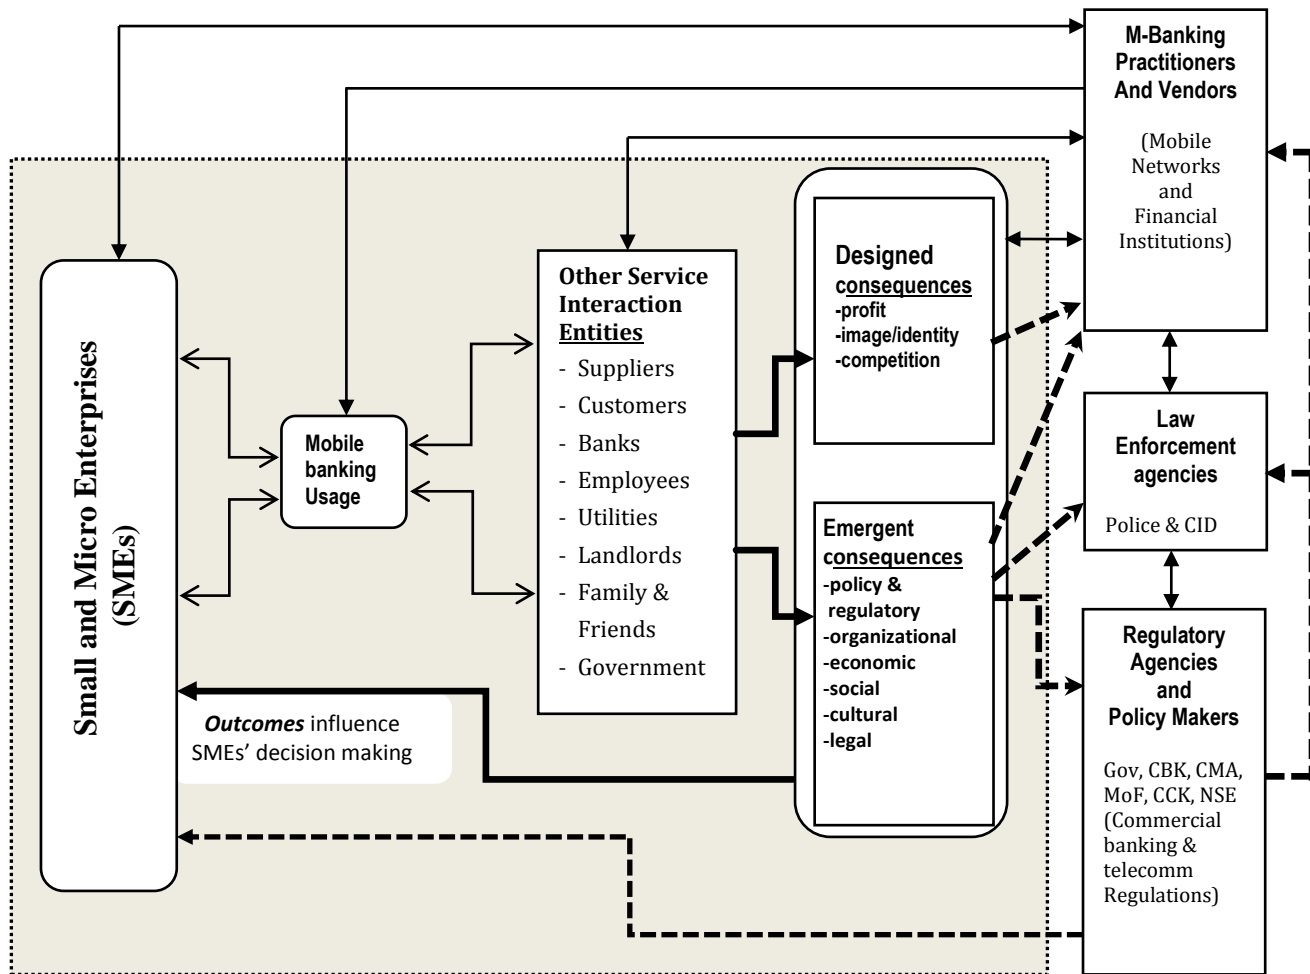 Small and Micro Enterprises
(SMEs)
Mobile
banking
Usage
Other Service
Interaction
Entities
- Suppliers
- Customers
- Banks
- Employees
- Utilities
- Landlords
- Family &
Friends
- Government
Outcomes influence
SMEs' decision making
Designed
consequences
-profit
-image/identity
-competition
Emergent
consequences
-policy &
regulatory
-organizational
-economic
-social
-cultural
-legal
M-Banking
Practitioners
And Vendors
(Mobile
Networks
and
Financial
Institutions)
Law
Enforcement
agencies
Police & CID
Regulatory
Agencies
and
Policy Makers
Gov, CBK, CMA,
MoF, CCK, NSE
(Commercial
banking &
telecomm
Regulations)